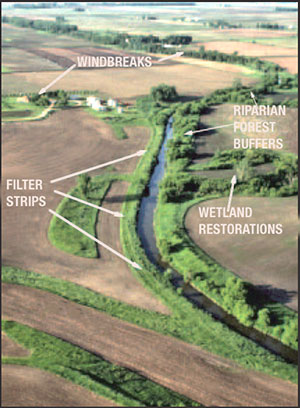 WINDBREAKS
RIPARIAN
FOREST
BUFFERS
FILTER
STRIPS
WETLAND
RESTORATIONS